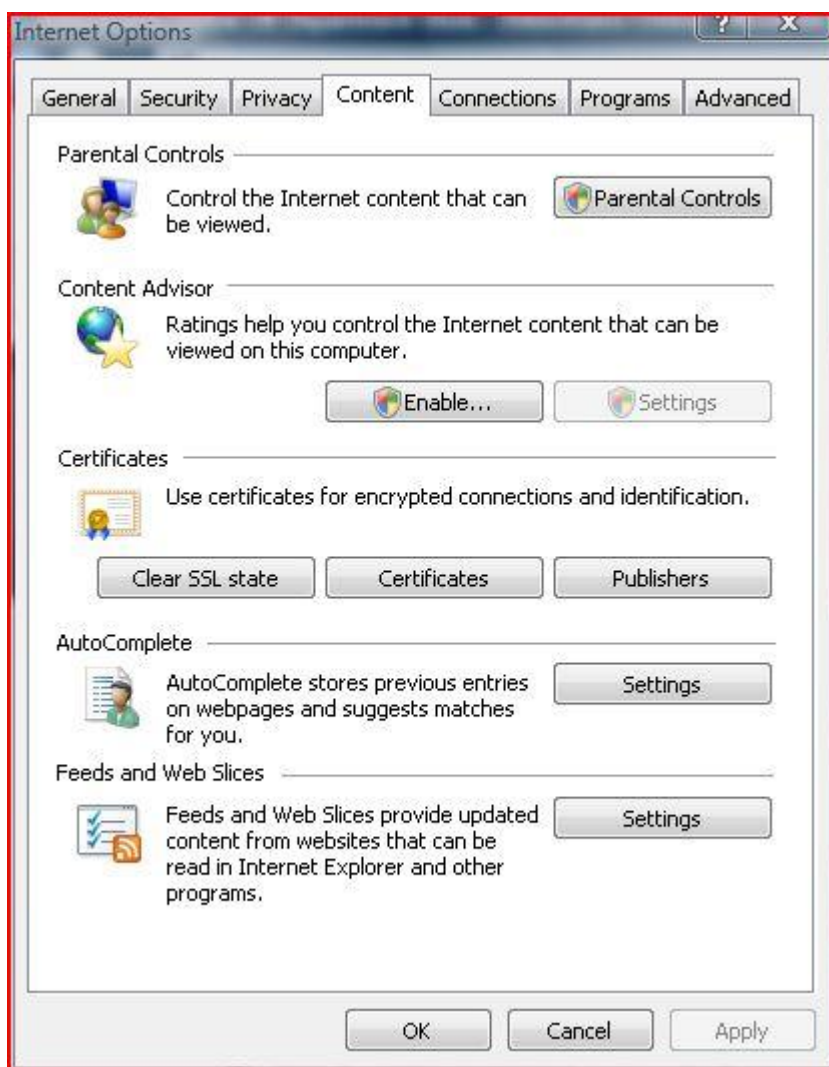 Internet Options
? X
General Security Privacy Content Connections Programs Advanced
Parental Controls
Control the Internet content that can
be viewed.
Parental Controls
Content Advisor
Ratings help you control the Internet content that can be
viewed on this computer.
Enable... Settings
Certificates
Use certificates for encrypted connections and identification.
Clear SSL state Certificates Publishers
AutoComplete
AutoComplete stores previous entries
on webpages and suggests matches
for you.
Settings
Feeds and Web Slices
Feeds and Web Slices provide updated
content from websites that can be
read in Internet Explorer and other
programs.
Settings
OK Cancel Apply